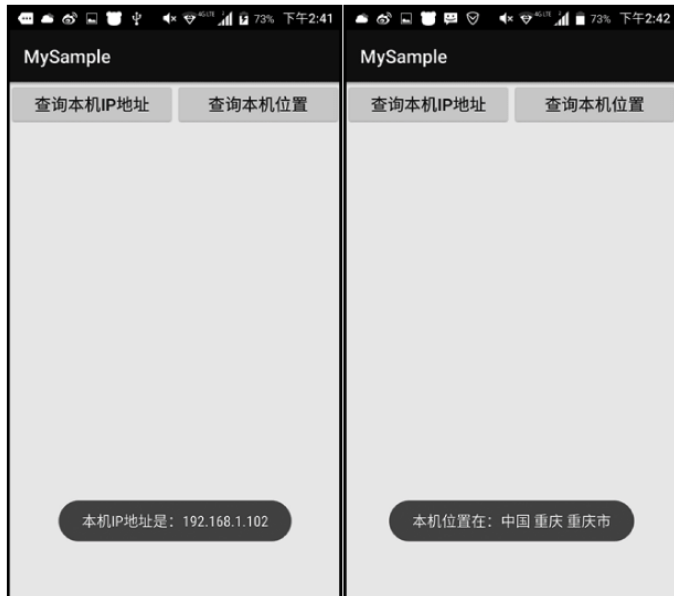 73% 下午2:41
MySample
查询本机IP地址 查询本机位置
本机IP地址是：192.168.1.102
73% 下午2:42
MySample
查询本机IP地址 查询本机位置
本机位置在：中国 重庆 重庆市